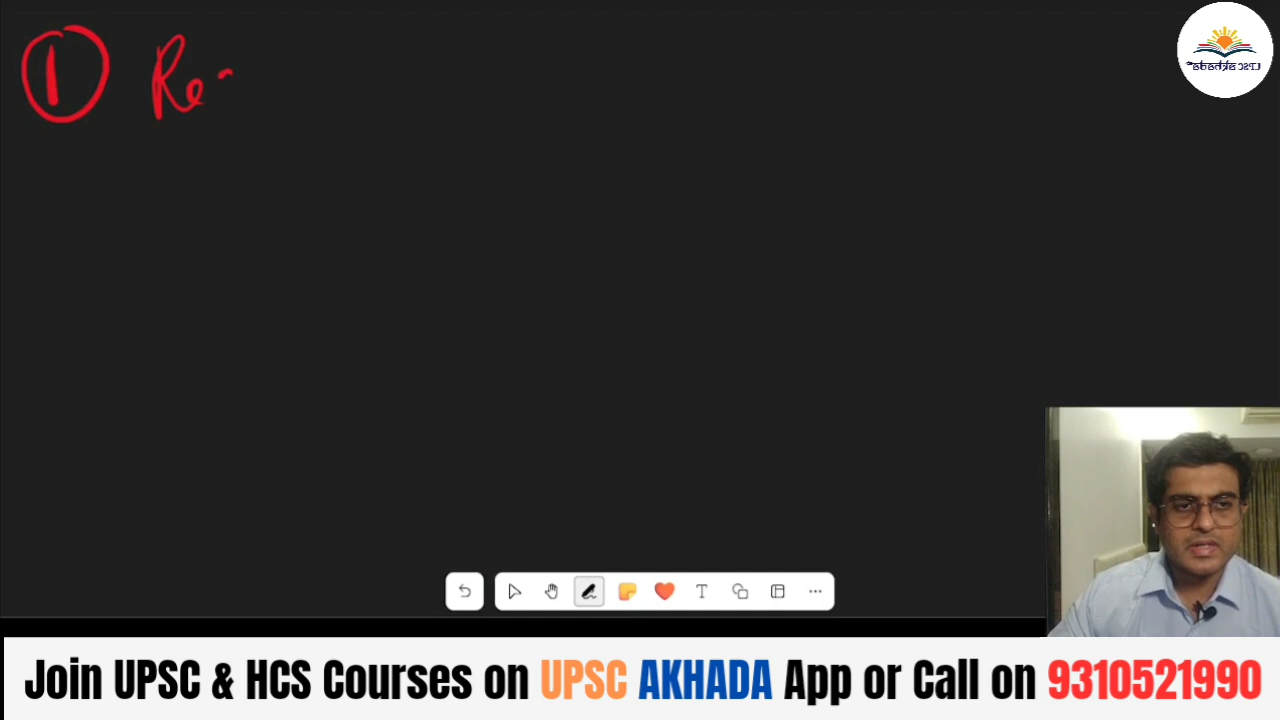 ① Re
Join UPSC & HCS Courses on UPSC AKHADA App or Call on 9310521990